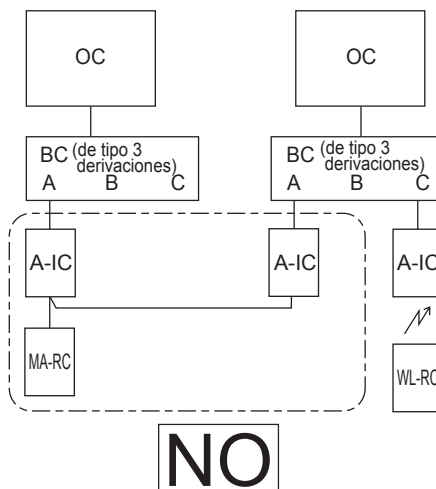 OC
OC
BC (de tipo 3
derivaciones)
A B C
BC (de tipo 3
derivaciones)
A B C
A-IC
A-IC
A-IC
MA-RC
WL-RC
NO